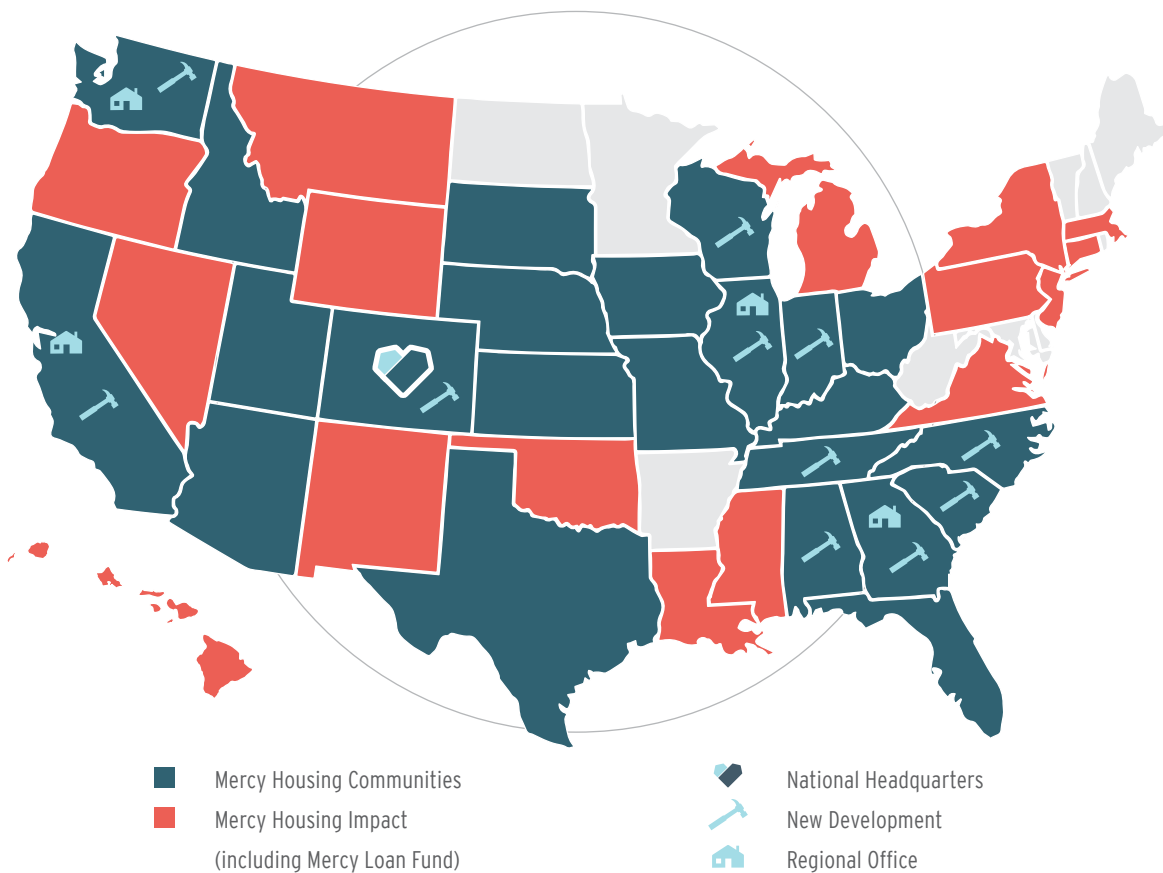 Mercy Housing Communities
Mercy Housing Impact
(including Mercy Loan Fund)
National Headquarters
New Development
Regional Office